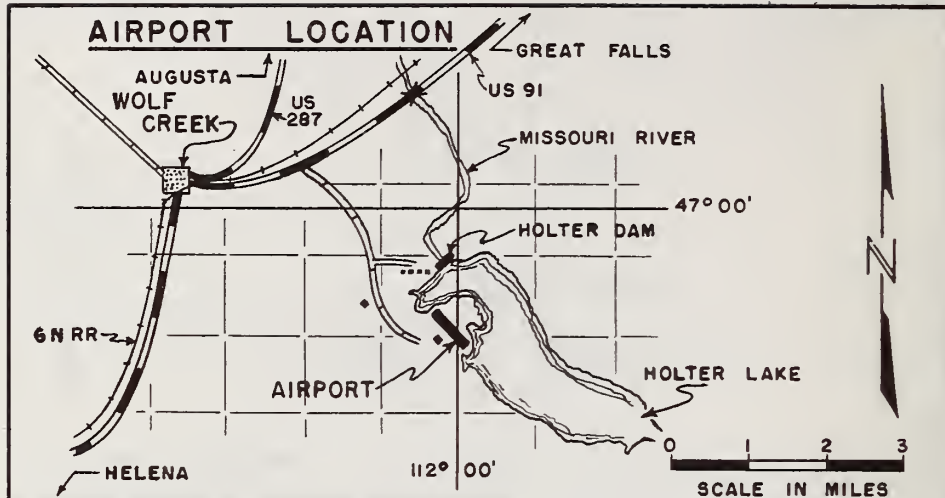 AIRPORT LOCATION
GREAT FALLS
AUGUSTA
US 91
WOLF
CREEK
US
287
MISSOURI RIVER
47° 00'
HOLTER DAM
N
GN RR
AIRPORT
HOLTER LAKE
HELENA
112° 00'
0 1 2 3
SCALE IN MILES